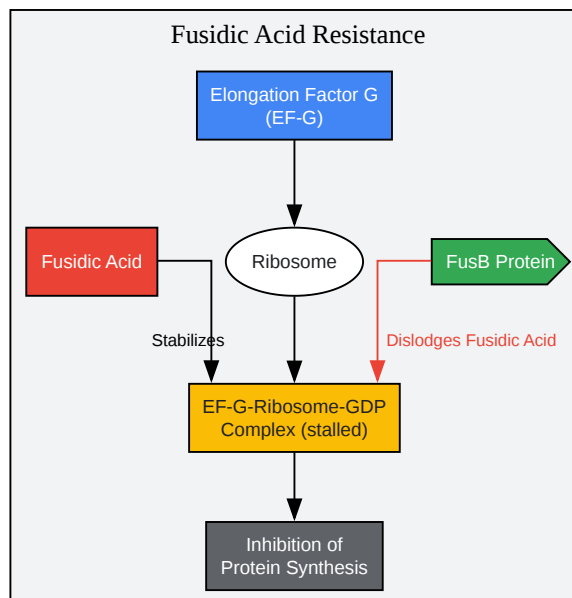 Fusidic Acid Resistance
Elongation Factor G
(EF-G)
Fusidic Acid
Ribosome
FusB Protein
Stabilizes
Dislodges Fusidic Acid
EF-G-Ribosome-GDP
Complex (stalled)
Inhibition of
Protein Synthesis